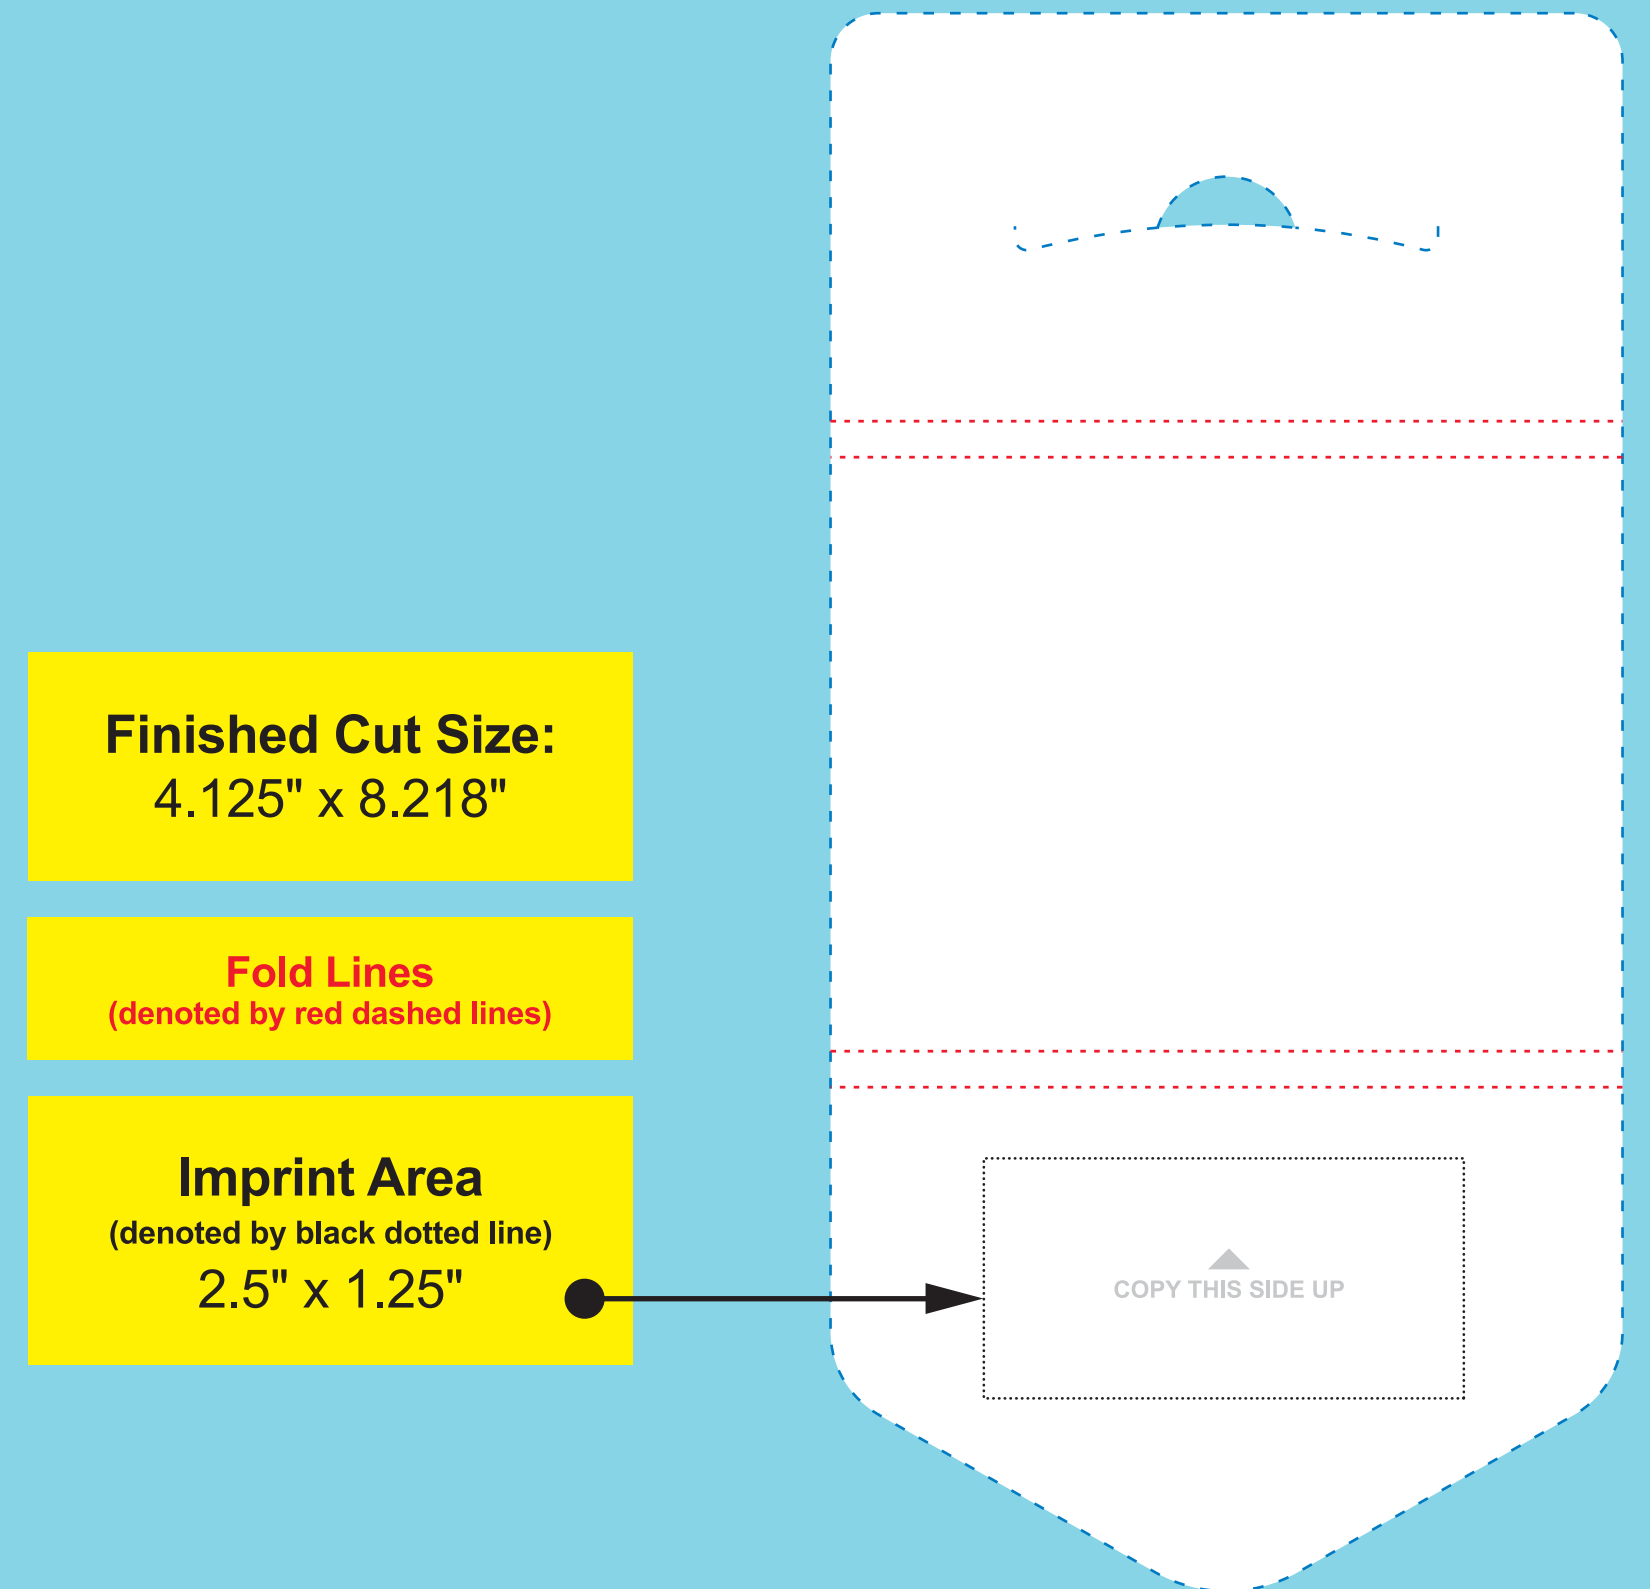 Finished Cut Size:
4.125" x 8.218"
Fold Lines
(denoted by red dashed lines)
Imprint Area
(denoted by black dotted line)
2.5" x 1.25"
COPY THIS SIDE UP